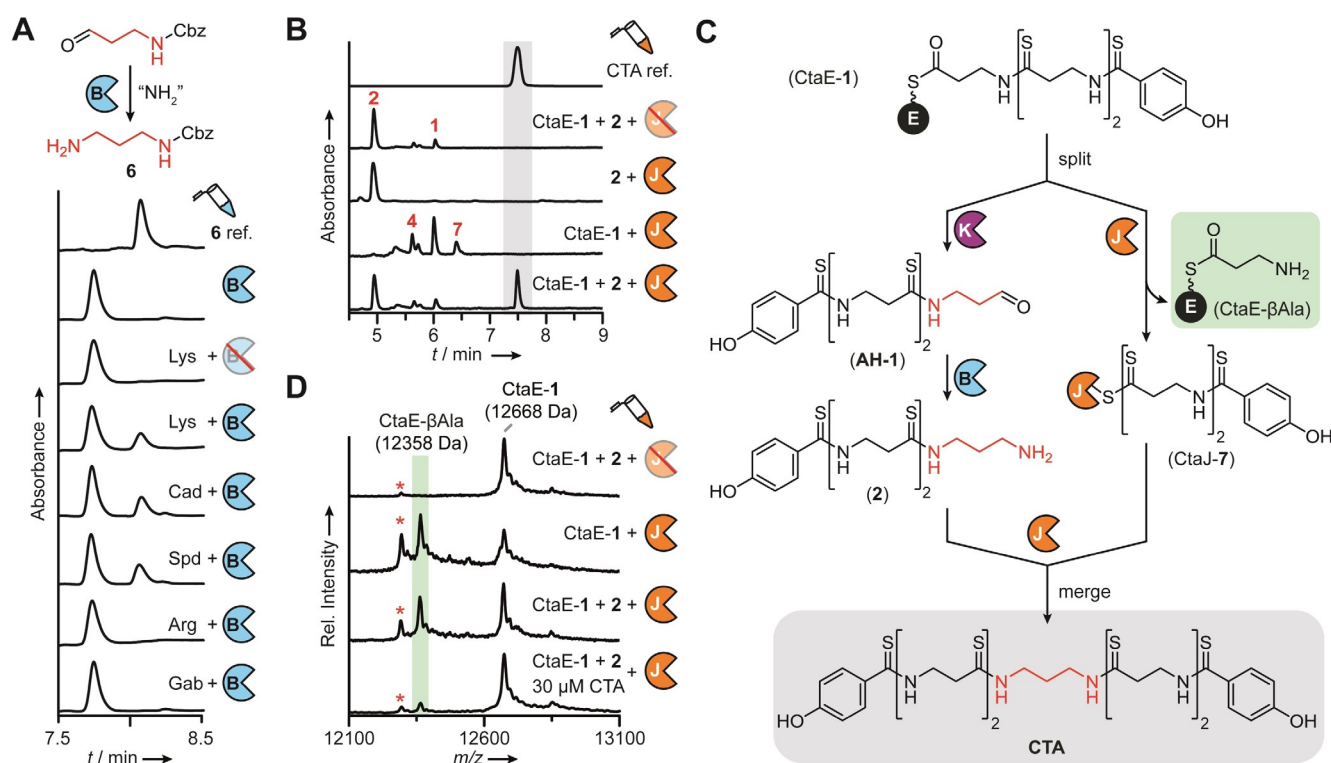 A
O
N
H
Cbz
B
“NH2”
H2N
N
H
Cbz
6
6 ref.
B
Lys + B
Lys + B
Cad + B
Spd + B
Arg + B
Gab + B
Absorbance
7.5 8.5
t / min
B
CTA ref.
2
1
CtaE-1 + 2 + J
2 + J
4
7
CtaE-1 + J
CtaE-1 + 2 + J
Absorbance
5 6 7 8 9
t / min
D
CtaE-1
(12668 Da)
CtaE-βAla
(12358 Da)
* CtaE-1 + 2 + J
* CtaE-1 + J
* CtaE-1 + 2 + J
CtaE-1 + 2
30 µM CTA + J
*
Rel. Intensity
12100 12600 13100
m/z
C
(CtaE-1)
O S S
S N N
H H
2
E OH
split
K J
O
S NH2
E (CtaE-βAla)
S S
N N O
H H
HO 2
(AH-1)
B
S S
J S N
H
2 OH
(CtaJ-7)
S S
N N NH2
H H
HO 2
(2)
J
merge
S S S S
N N N N
H H H H
HO 2 2 OH
CTA